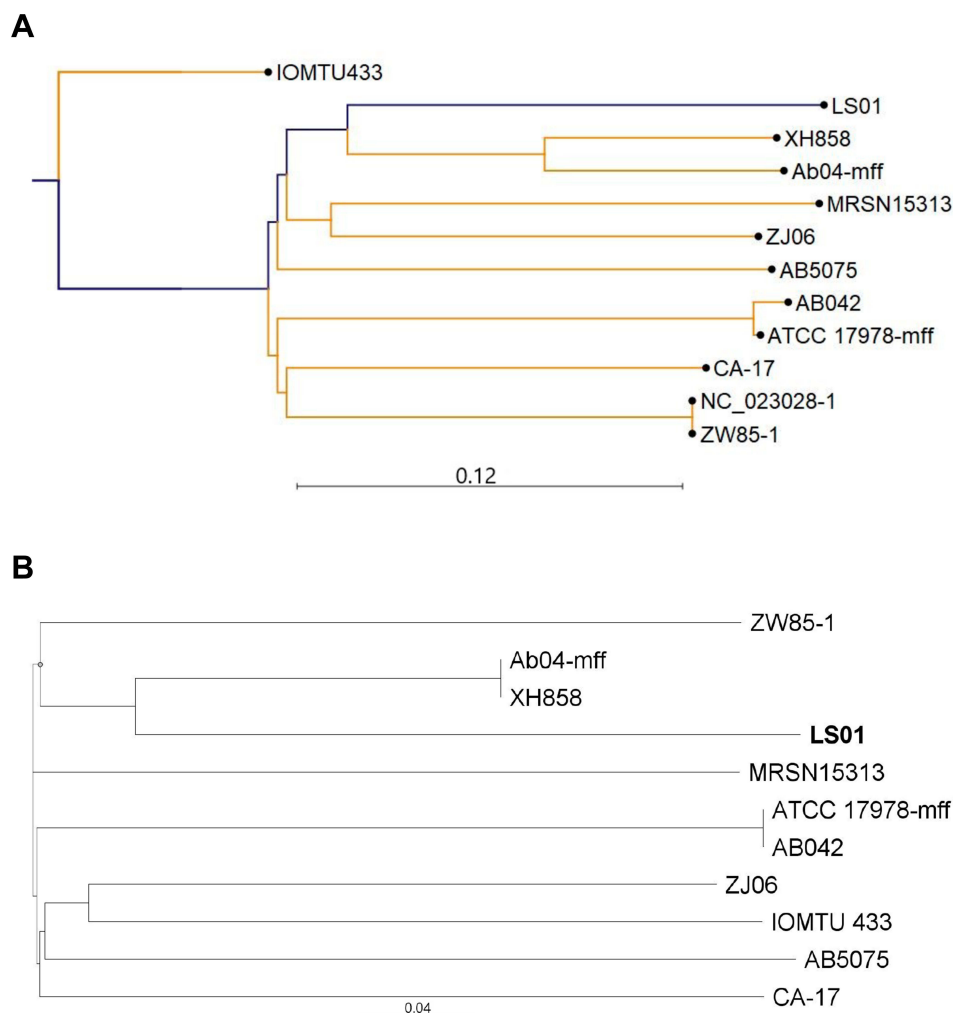 A
IOMTU433
LS01
XH858
Ab04-mff
MRSN15313
ZJ06
AB5075
AB042
ATCC 17978-mff
CA-17
NC_023028-1
ZW85-1
0.12
B
ZW85-1
Ab04-mff
XH858
LS01
MRSN15313
ATCC 17978-mff
AB042
ZJ06
IOMTU 433
AB5075
CA-17
0.04